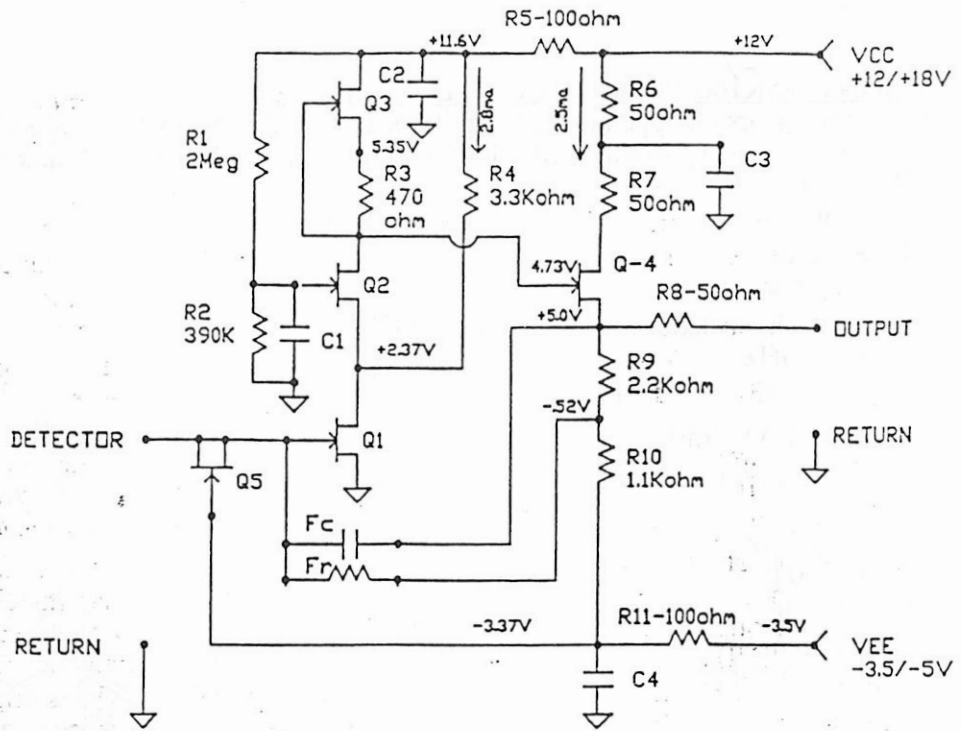 R5-100ohm
+11.6V
+12V
VCC
+12/+18V
C2
Q3
2.8ma
2.5ma
R6
50ohm
R1
2Meg
5.35V
R3
470
ohm
R4
3.3Kohm
R7
50ohm
C3
Q2
4.73V
Q-4
R8-50ohm
R2
390K
C1
+5.0V
OUTPUT
+2.37V
R9
2.2Kohm
-.52V
DETECTOR
Q1
RETURN
Q5
R10
1.1Kohm
Fc
Fr
R11-100ohm
-3.37V
-3.5V
RETURN
VEE
-3.5/-5V
C4